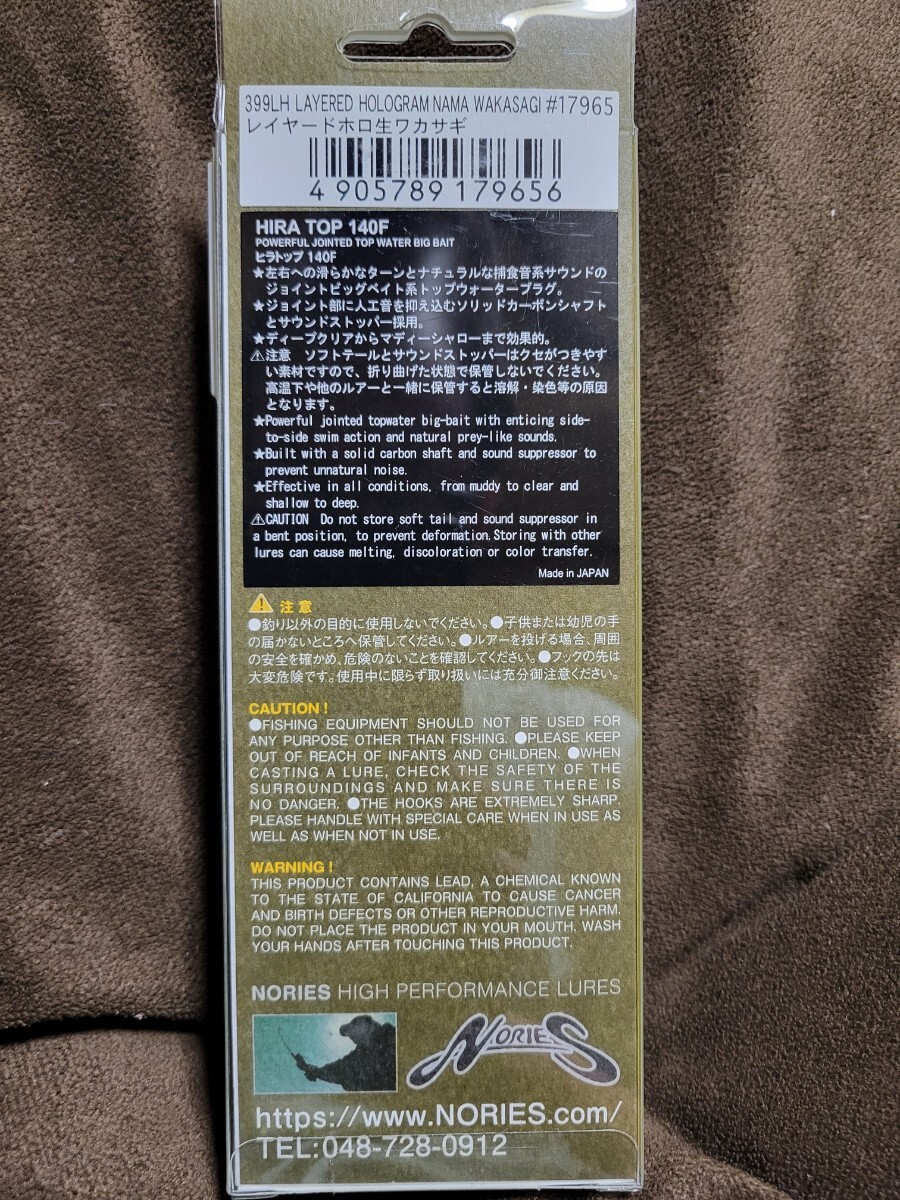 399LH LAYERED HOLOGRAM NAMA WAKASAGI #17965
レイヤードホロ生ワカサギ
4 905789 179656
HIRA TOP 140F
POWERFUL JOINTED TOP WATER BIG BAIT
ヒラトップ 140F
★左右への滑らかなターンとナチュラルな捕食音系サウンドの
ジョイントビッグベイト系トップウォータープラグ。
★ジョイント部に人工音を抑え込むソリッドカーボンシャフト
とサウンドストッパー採用。
★ディープクリアからマディーシャローまで効果的。
⚠注意 ソフトテールとサウンドストッパーはクセがつきやす
い素材ですので、折り曲げた状態で保管しないでください。
高温下や他のルアーと一緒に保管すると溶解・染色等の原因
となります。
★Powerful jointed topwater big-bait with enticing side-
to-side swim action and natural prey-like sounds.
★Built with a solid carbon shaft and sound suppressor to
prevent unnatural noise.
★Effective in all conditions, from muddy to clear and
shallow to deep.
⚠CAUTION Do not store soft tail and sound suppressor in
a bent position, to prevent deformation.Storing with other
lures can cause melting, discoloration or color transfer.
Made in JAPAN
⚠ 注意
●釣り以外の目的に使用しないでください。●子供または幼児の手
の届かないところへ保管してください。●ルアーを投げる場合、周囲
の安全を確かめ、危険のないことを確認してください。●フックの先は
大変危険です。使用中に限らず取り扱いには充分御注意ください。
CAUTION!
●FISHING EQUIPMENT SHOULD NOT BE USED FOR
ANY PURPOSE OTHER THAN FISHING. ●PLEASE KEEP
OUT OF REACH OF INFANTS AND CHILDREN. ●WHEN
CASTING A LURE, CHECK THE SAFETY OF THE
SURROUNDINGS AND MAKE SURE THERE IS
NO DANGER. ●THE HOOKS ARE EXTREMELY SHARP.
PLEASE HANDLE WITH SPECIAL CARE WHEN IN USE AS
WELL AS WHEN NOT IN USE.
WARNING!
THIS PRODUCT CONTAINS LEAD, A CHEMICAL KNOWN
TO THE STATE OF CALIFORNIA TO CAUSE CANCER
AND BIRTH DEFECTS OR OTHER REPRODUCTIVE HARM.
DO NOT PLACE THE PRODUCT IN YOUR MOUTH. WASH
YOUR HANDS AFTER TOUCHING THIS PRODUCT.
NORIES HIGH PERFORMANCE LURES
NORIES
https://www.NORIES.com/
TEL:048-728-0912